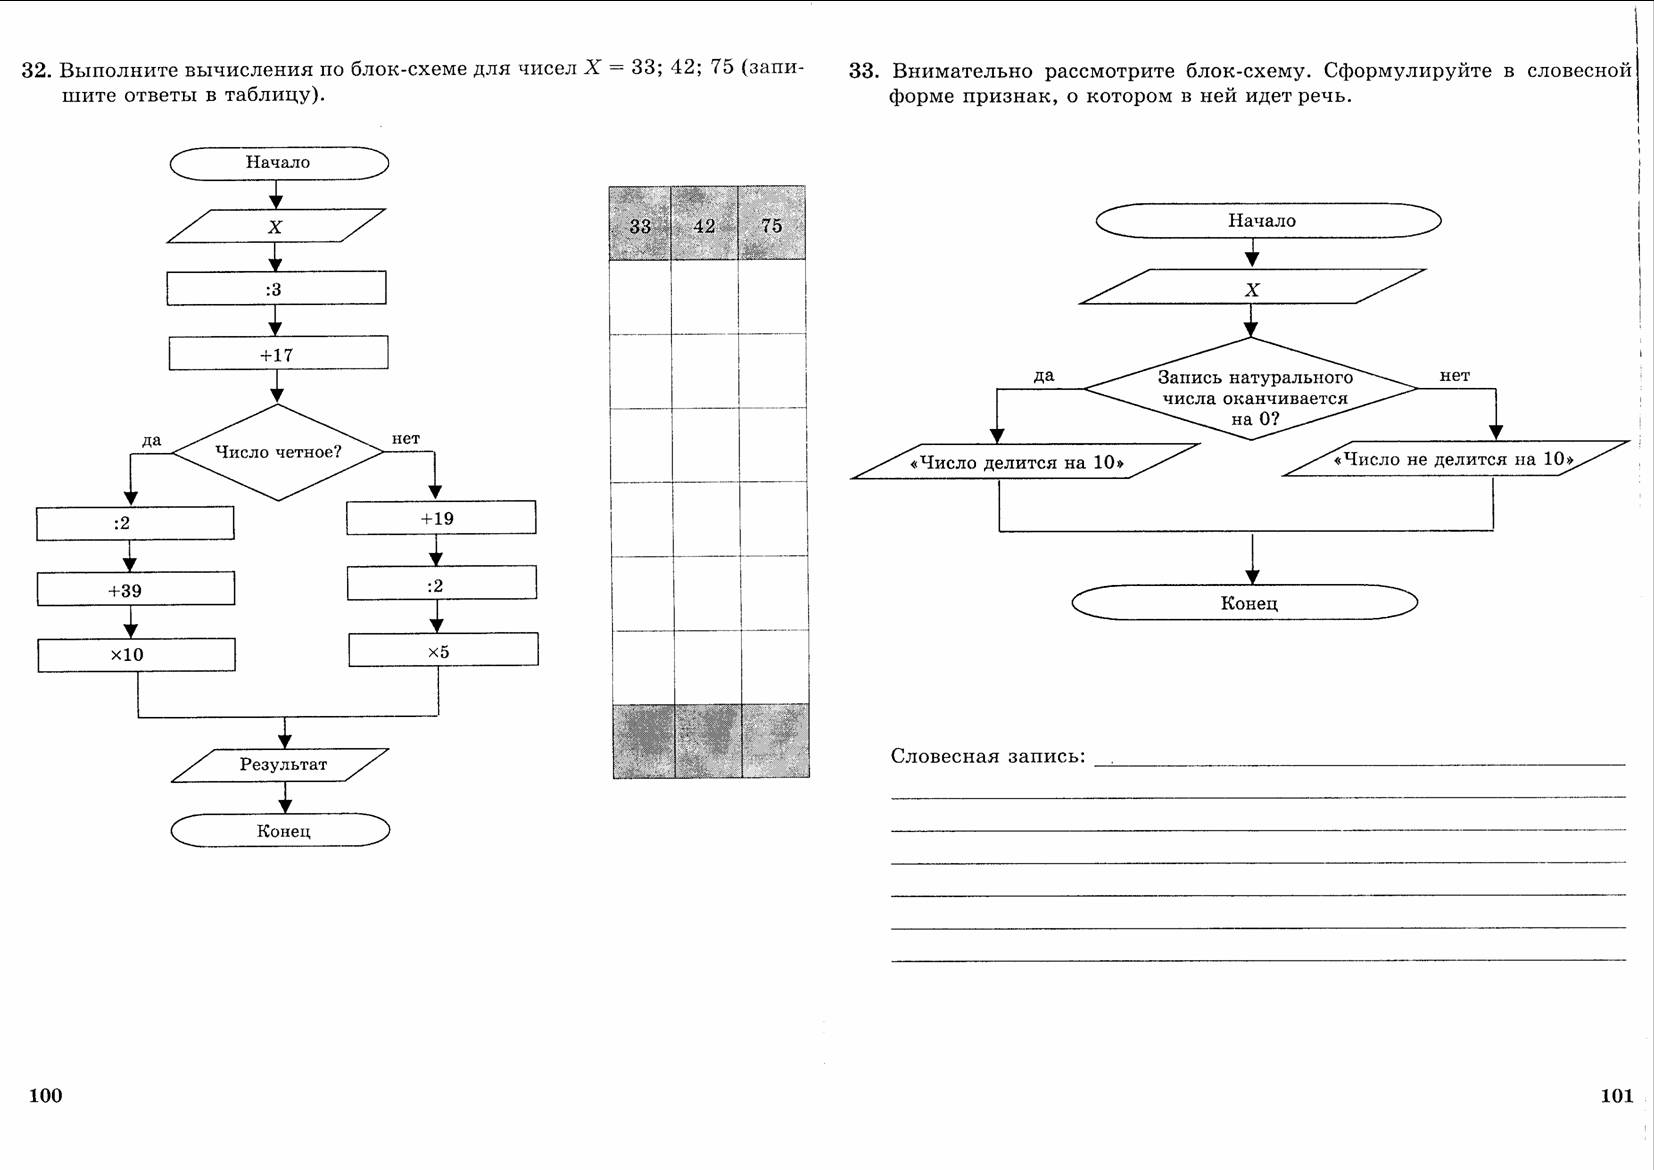 32. Выполните вычисления по блок-схеме для чисел X = 33; 42; 75 (запи-
шите ответы в таблицу).
Начало
X
:3
+17
Число четное?
да
нет
:2
+39
×10
+19
:2
×5
Результат
Конец
33 42 75
100
33. Внимательно рассмотрите блок-схему. Сформулируйте в словесной
форме признак, о котором в ней идет речь.
Начало
X
Запись натурального
числа оканчивается
на 0?
да
нет
«Число делится на 10»
«Число не делится на 10»
Конец
Словесная запись:
101